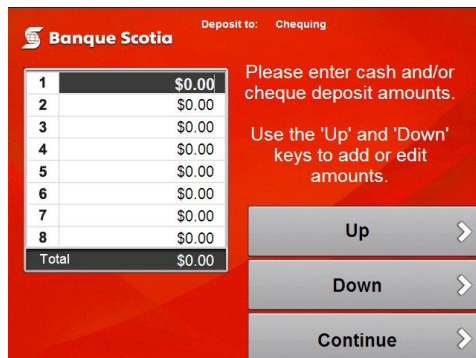 Deposit to: Chequing
Banque Scotia
1 $0.00
2 $0.00
3 $0.00
4 $0.00
5 $0.00
6 $0.00
7 $0.00
8 $0.00
Total $0.00
Please enter cash and/or
cheque deposit amounts.
Use the 'Up' and 'Down'
keys to add or edit
amounts.
Up
Down
Continue